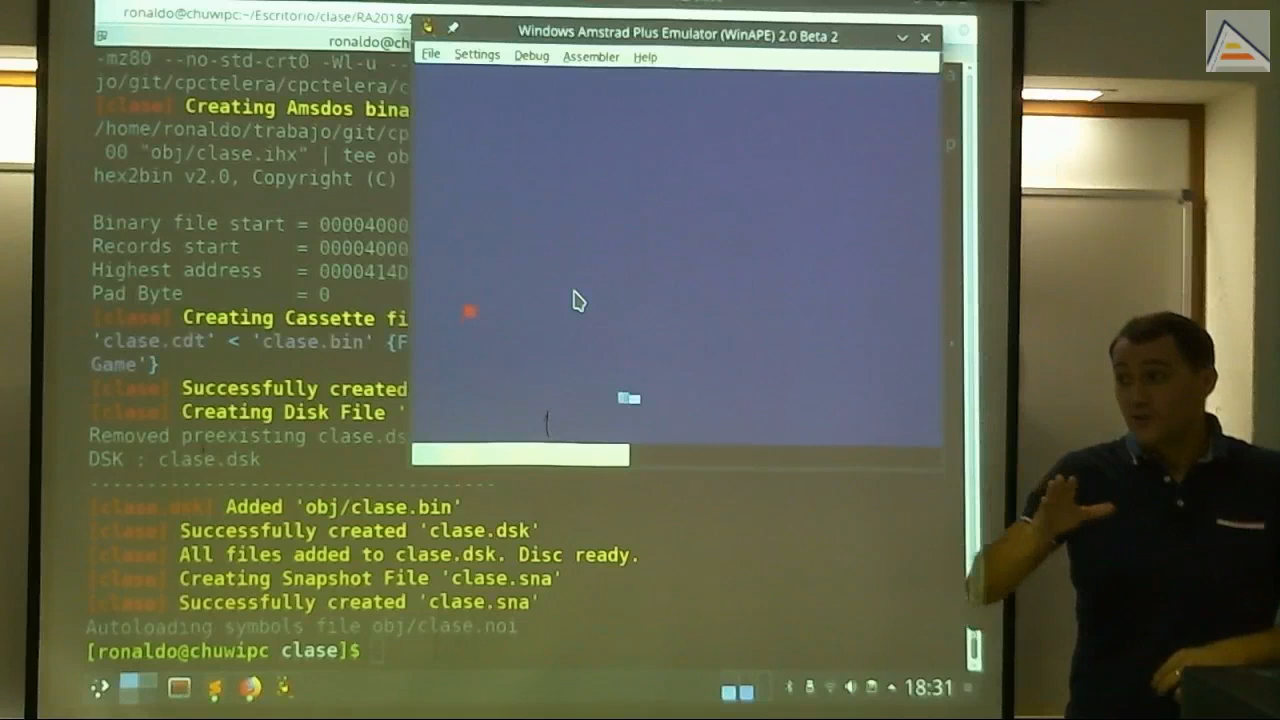 ronaldo@chuwipc:~/Escritorio/clase/RA2018/
ronaldo@ch
Windows Amstrad Plus Emulator (WinAPE) 2.0 Beta 2
File Settings Debug Assembler Help
-mz80 --no-std-crt0 -Wl-u --
jo/git/cpctelera/cpctelera/c
[clase] Creating Amsdos bina
/home/ronaldo/trabajo/git/cp
00 "obj/clase.ihx" | tee ob
hex2bin v2.0, Copyright (C)
Binary file start = 00004000
Records start = 00004000
Highest address = 0000414D
Pad Byte = 0
[clase] Creating Cassette fi
'clase.cdt' < 'clase.bin' {F
Game'}
[clase] Successfully created
[clase] Creating Disk File '
Removed preexisting clase.ds
DSK : clase.dsk
[clase.dsk] Added 'obj/clase.bin'
[clase] Successfully created 'clase.dsk'
[clase] All files added to clase.dsk. Disc ready.
[clase] Creating Snapshot File 'clase.sna'
[clase] Successfully created 'clase.sna'
Autoloading symbols file obj/clase.noi
[ronaldo@chuwipc clase]$
18:31